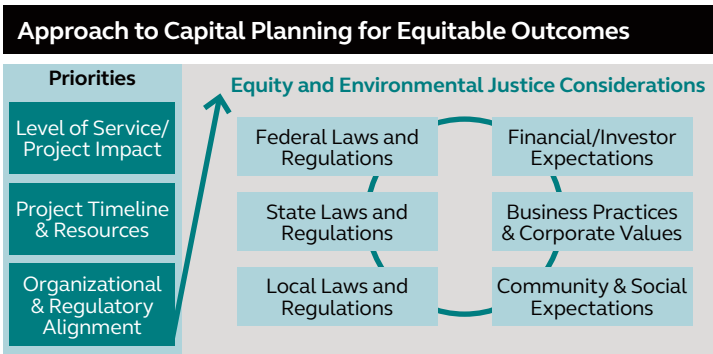 Approach to Capital Planning for Equitable Outcomes
Priorities
Level of Service/
Project Impact
Project Timeline
& Resources
Organizational
& Regulatory
Alignment
Equity and Environmental Justice Considerations
Federal Laws and
Regulations
Financial/Investor
Expectations
State Laws and
Regulations
Business Practices
& Corporate Values
Local Laws and
Regulations
Community & Social
Expectations